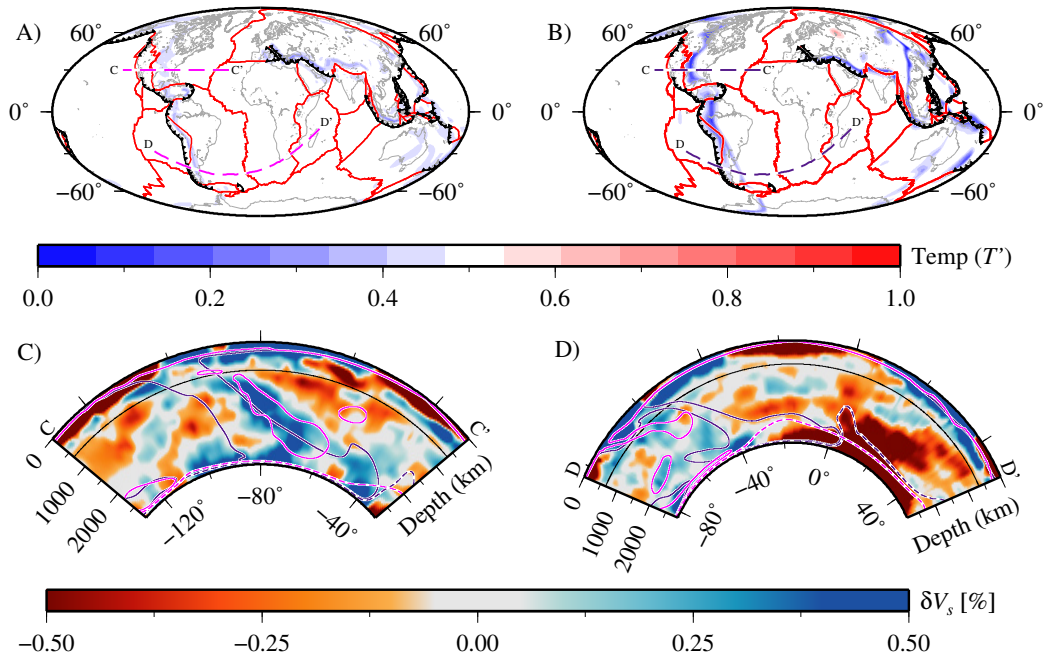 A)
60°
60°
C
C'
0°
0°
D
D'
−60°
−60°
B)
60°
60°
C
C'
0°
0°
D
D'
−60°
−60°
Temp (T')
0.0 0.2 0.4 0.6 0.8 1.0
C)
C
C'
0
1000
2000
−120°
−80°
−40°
Depth (km)
D)
D
D'
0
1000
2000
−80°
−40°
0°
40°
Depth (km)
δVs [%]
−0.50 −0.25 0.00 0.25 0.50